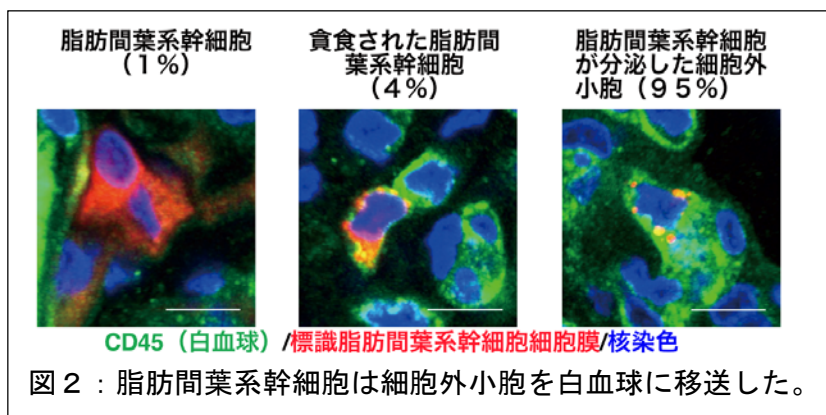 脂肪間葉系幹細胞
（１％）
貪食された脂肪間
葉系幹細胞
（4%）
脂肪間葉系幹細胞
が分泌した細胞外
小胞（９５％）
CD45（白血球）/標識脂肪間葉系幹細胞細胞膜/核染色
図２：脂肪間葉系幹細胞は細胞外小胞を白血球に移送した。